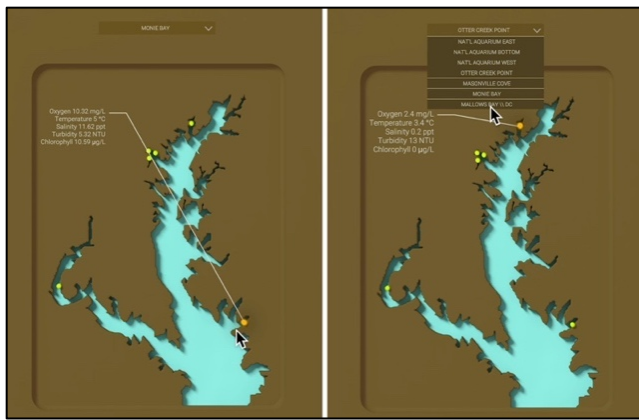 MONIE BAY
Oxygen 10.32 mg/L
Temperature 5 °C
Salinity 11.62 ppt
Turbidity 5.32 NTU
Chlorophyll 10.59 µg/L
OTTER CREEK POINT
NAT'L AQUARIUM EAST
NAT'L AQUARIUM BOTTOM
NAT'L AQUARIUM WEST
OTTER CREEK POINT
MASONVILLE COVE
MONIE BAY
MALLOWS BAY DC
Oxygen 2.4 mg/L
Temperature 3.4 °C
Salinity 0.2 ppt
Turbidity 13 NTU
Chlorophyll 0 µg/L